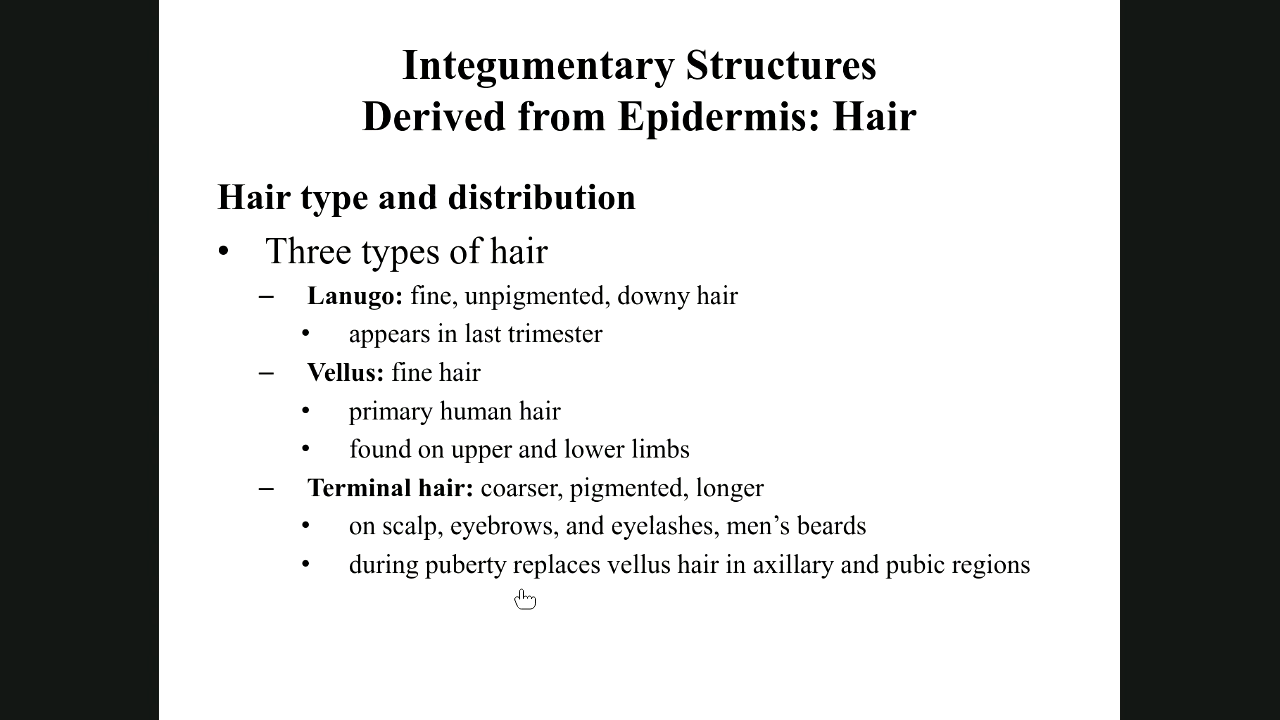 Integumentary Structures
Derived from Epidermis: Hair
Hair type and distribution
• Three types of hair
– Lanugo: fine, unpigmented, downy hair
• appears in last trimester
– Vellus: fine hair
• primary human hair
• found on upper and lower limbs
– Terminal hair: coarser, pigmented, longer
• on scalp, eyebrows, and eyelashes, men’s beards
• during puberty replaces vellus hair in axillary and pubic regions